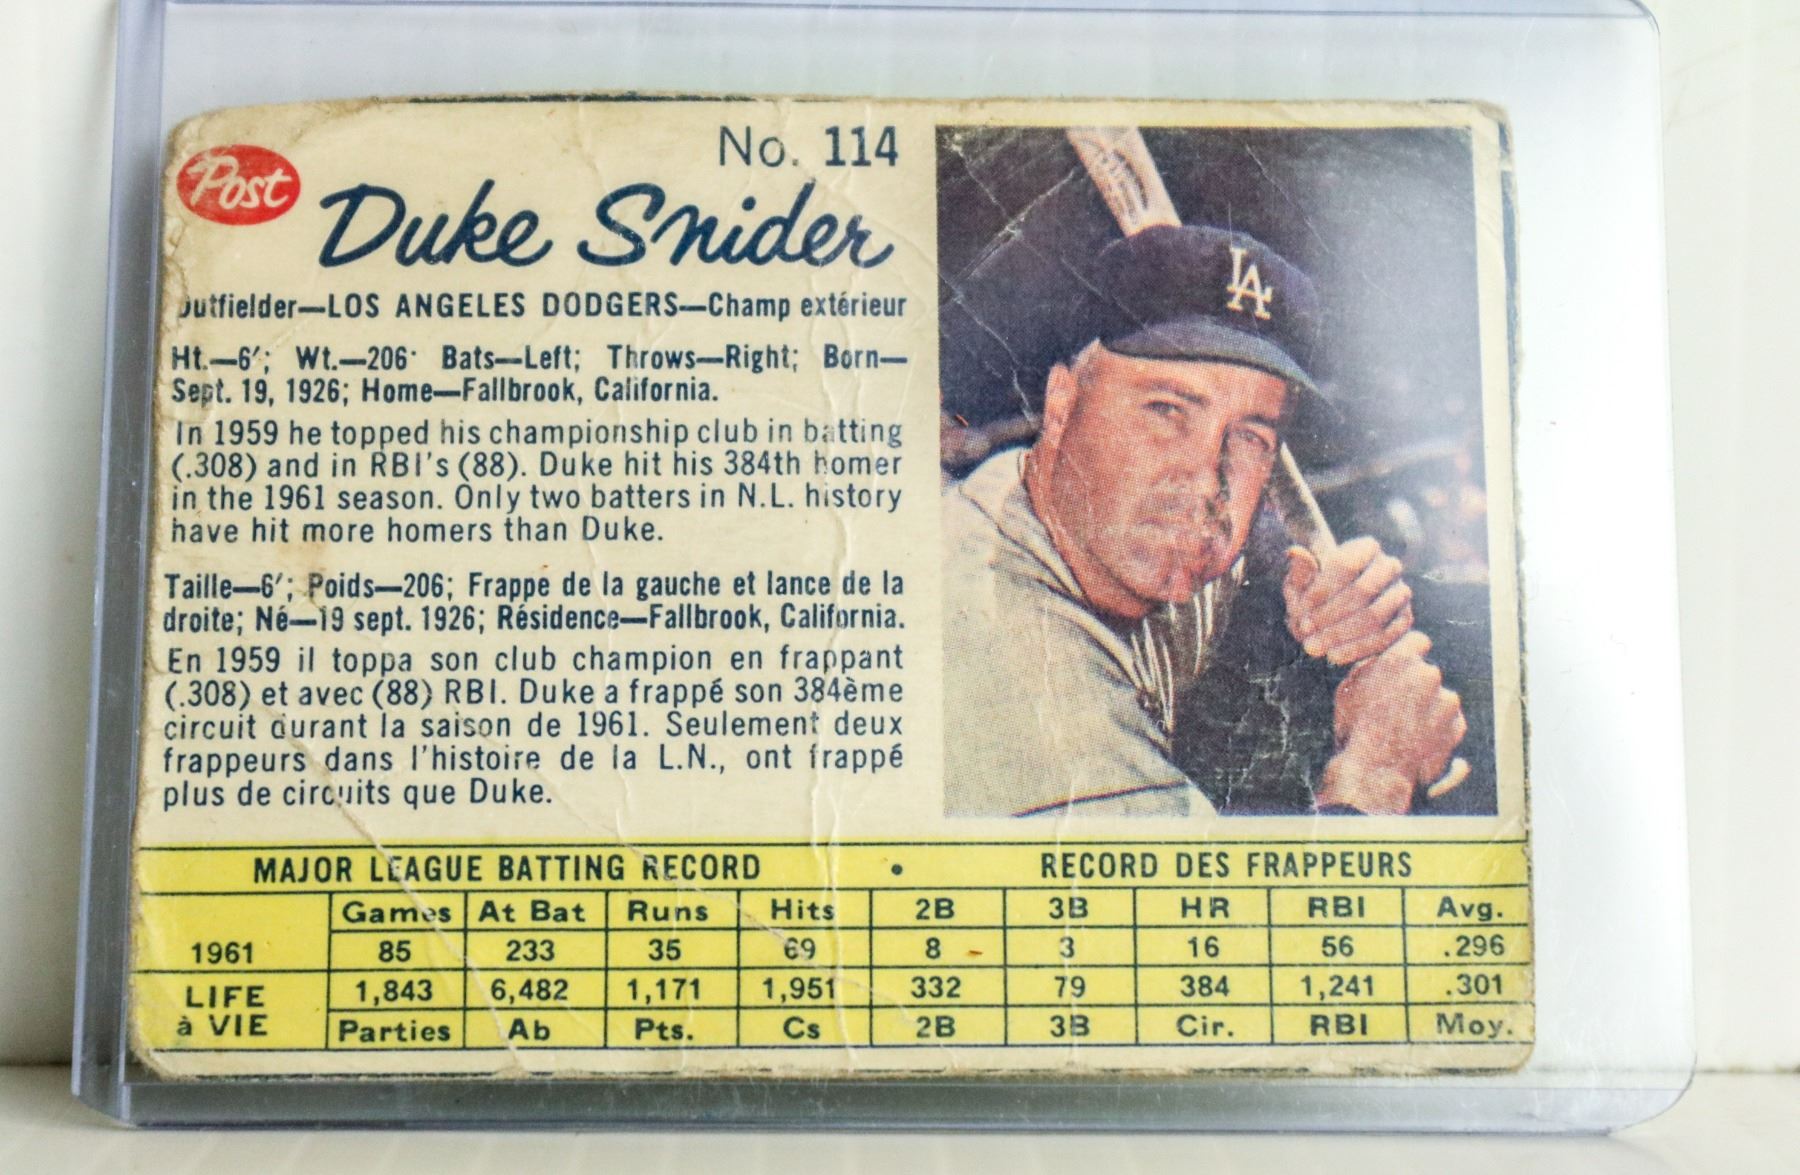 Post
No. 114
Duke Snider
Outfielder—LOS ANGELES DODGERS—Champ extérieur
Ht.—6'; Wt.—206· Bats—Left; Throws—Right; Born—
Sept. 19, 1926; Home—Fallbrook, California.
In 1959 he topped his championship club in batting
(.308) and in RBI's (88). Duke hit his 384th homer
in the 1961 season. Only two batters in N.L. history
have hit more homers than Duke.
Taille—6'; Poids—206; Frappe de la gauche et lance de la
droite; Né—19 sept. 1926; Résidence—Fallbrook, California.
En 1959 il toppa son club champion en frappant
(.308) et avec (88) RBI. Duke a frappé son 384ème
circuit durant la saison de 1961. Seulement deux
frappeurs dans l'histoire de la L.N., ont frappé
plus de circuits que Duke.
MAJOR LEAGUE BATTING RECORD • RECORD DES FRAPPEURS
Games At Bat Runs Hits 2B 3B HR RBI Avg.
1961 85 233 35 69 8 3 16 56 .296
LIFE 1,843 6,482 1,171 1,951 332 79 384 1,241 .301
à VIE Parties Ab Pts. Cs 2B 3B Cir. RBI Moy.
LA